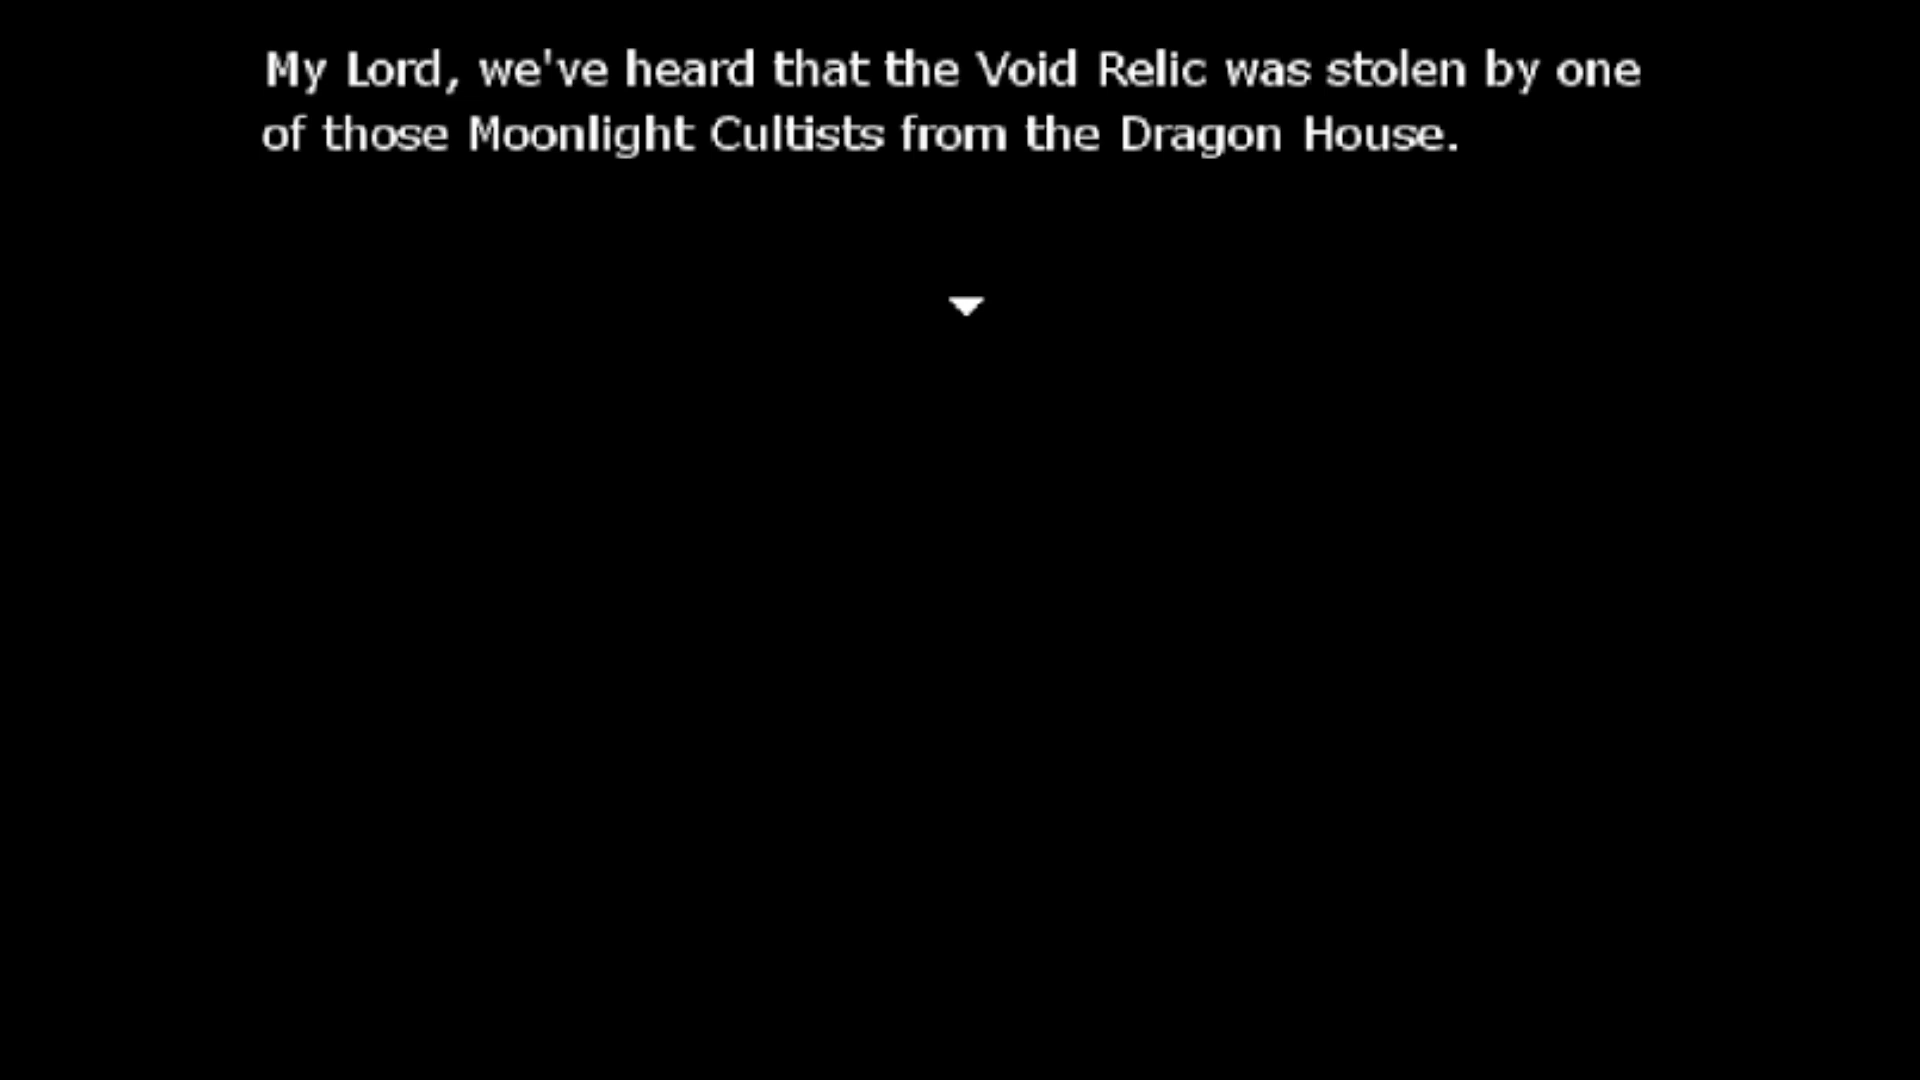 My Lord, we've heard that the Void Relic was stolen by one
of those Moonlight Cultists from the Dragon House.